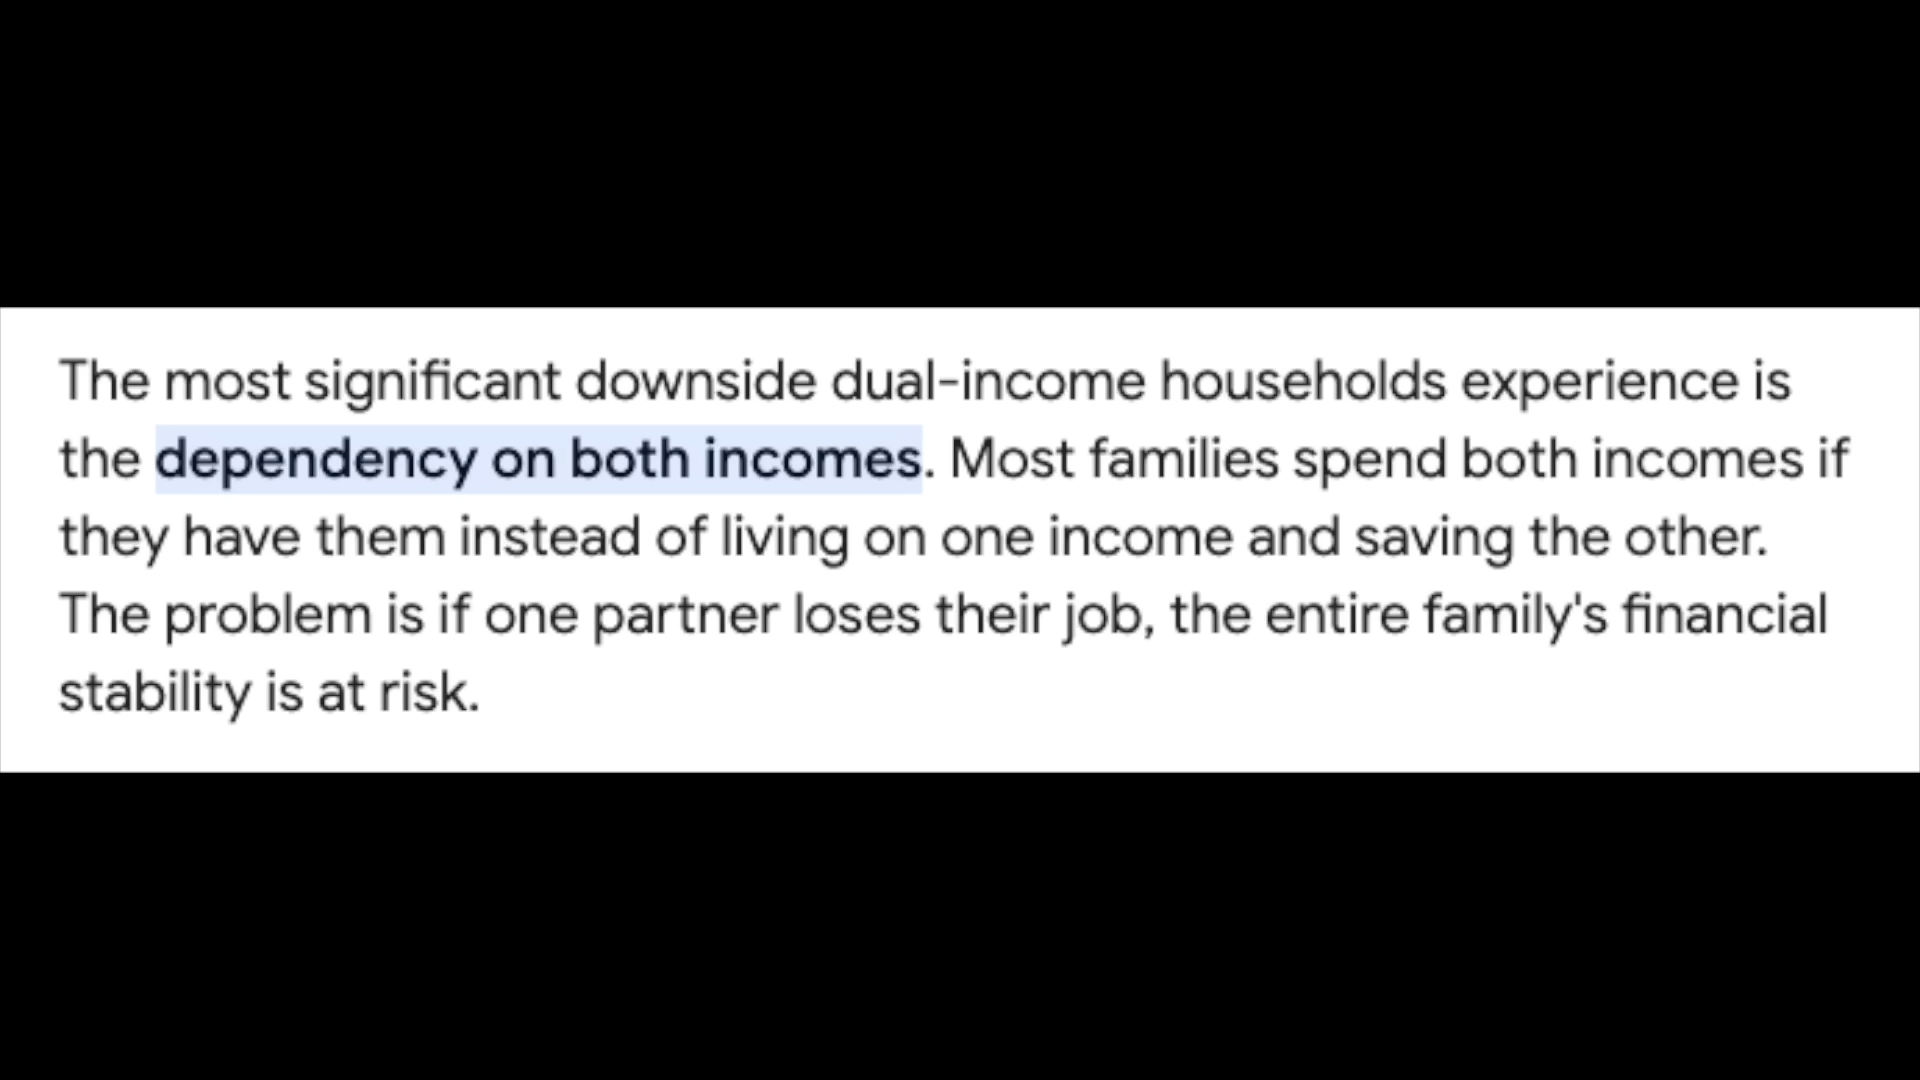 The most significant downside dual-income households experience is
the dependency on both incomes. Most families spend both incomes if
they have them instead of living on one income and saving the other.
The problem is if one partner loses their job, the entire family's financial
stability is at risk.